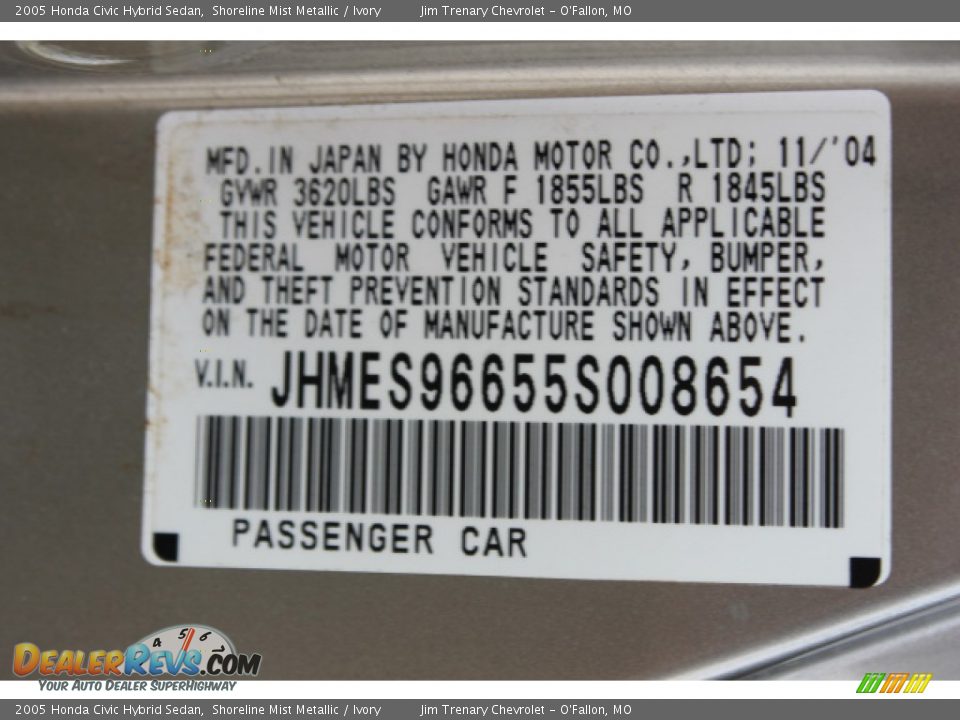 2005 Honda Civic Hybrid Sedan, Shoreline Mist Metallic / Ivory Jim Trenary Chevrolet - O'Fallon, MO
MFD.IN JAPAN BY HONDA MOTOR CO.,LTD; 11/'04
GVWR 3620LBS GAWR F 1855LBS R 1845LBS
THIS VEHICLE CONFORMS TO ALL APPLICABLE
FEDERAL MOTOR VEHICLE SAFETY, BUMPER,
AND THEFT PREVENTION STANDARDS IN EFFECT
ON THE DATE OF MANUFACTURE SHOWN ABOVE.
V.I.N. JHMES96655S008654
PASSENGER CAR
4 5 6
DEALERREVS.COM
YOUR AUTO DEALER SUPERHIGHWAY
2005 Honda Civic Hybrid Sedan, Shoreline Mist Metallic / Ivory Jim Trenary Chevrolet - O'Fallon, MO